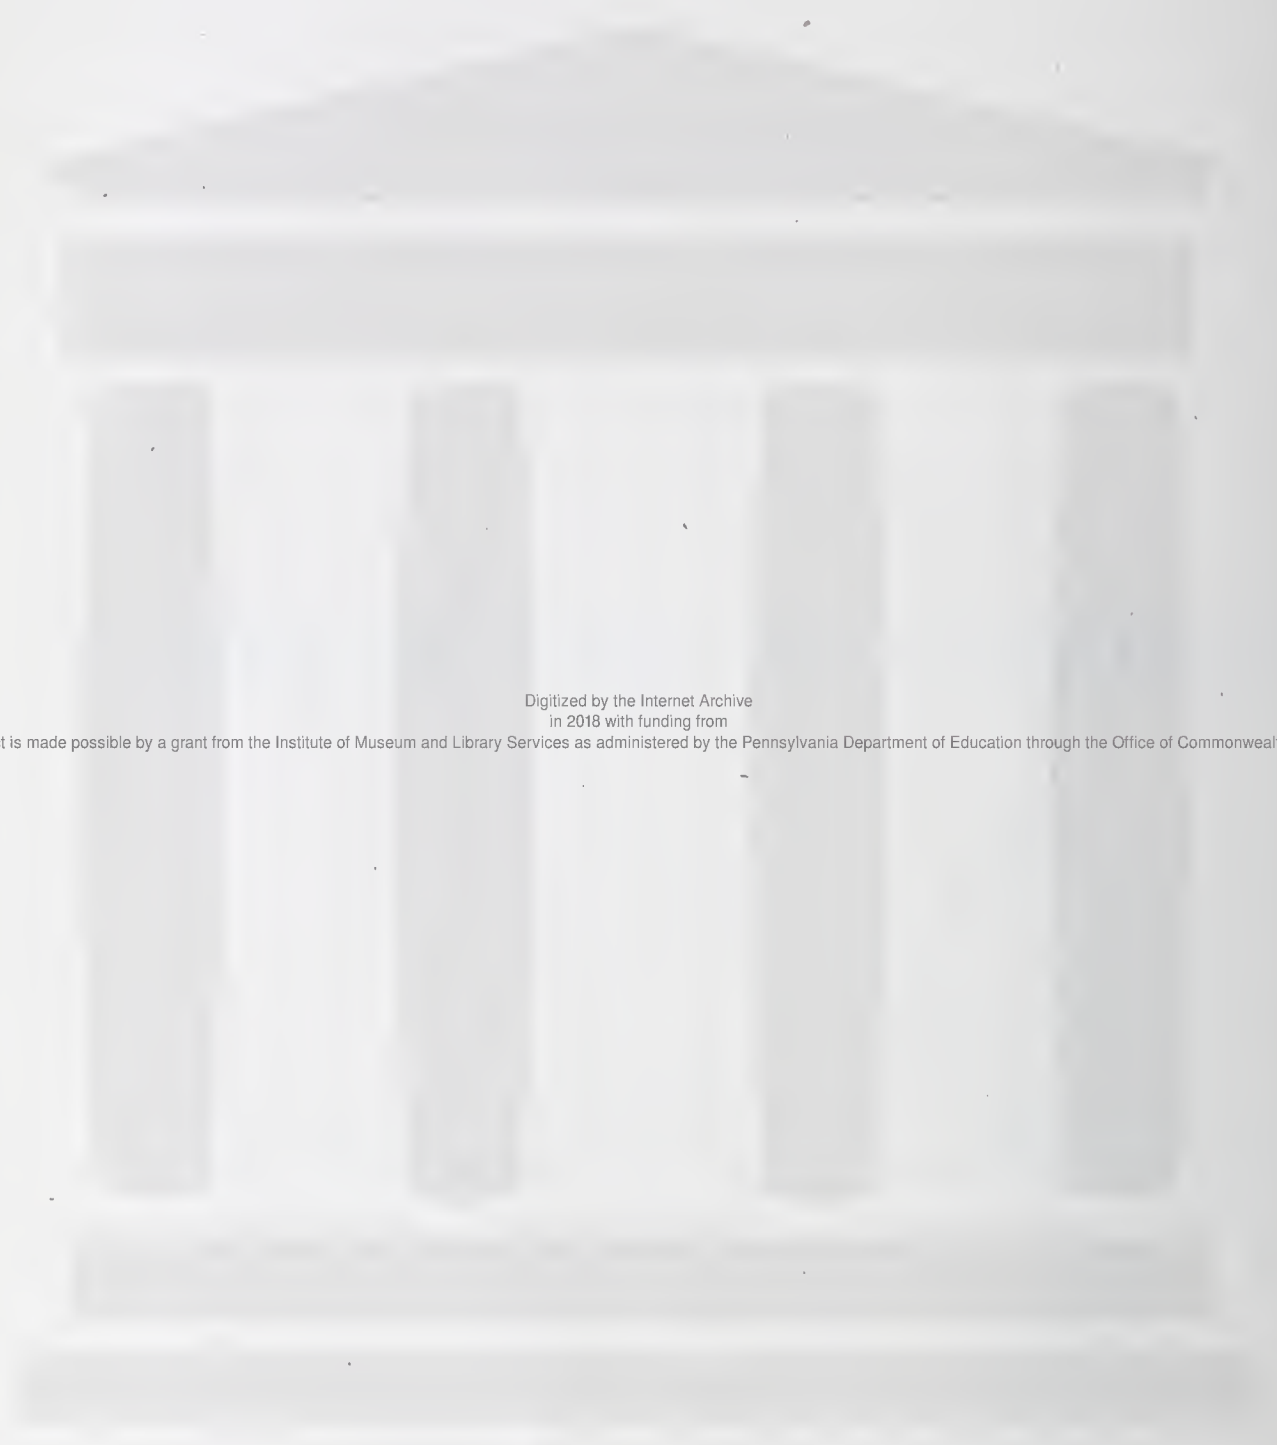 Digitized by the Internet Archive
in 2018 with funding from
is made possible by a grant from the Institute of Museum and Library Services as administered by the Pennsylvania Department of Education through the Office of